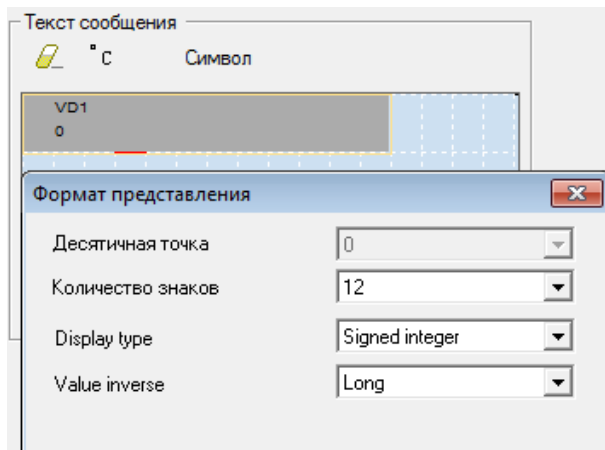 Текст сообщения
°C Символ
VD1
0
Формат представления
Десятичная точка 0
Количество знаков 12
Display type Signed integer
Value inverse Long